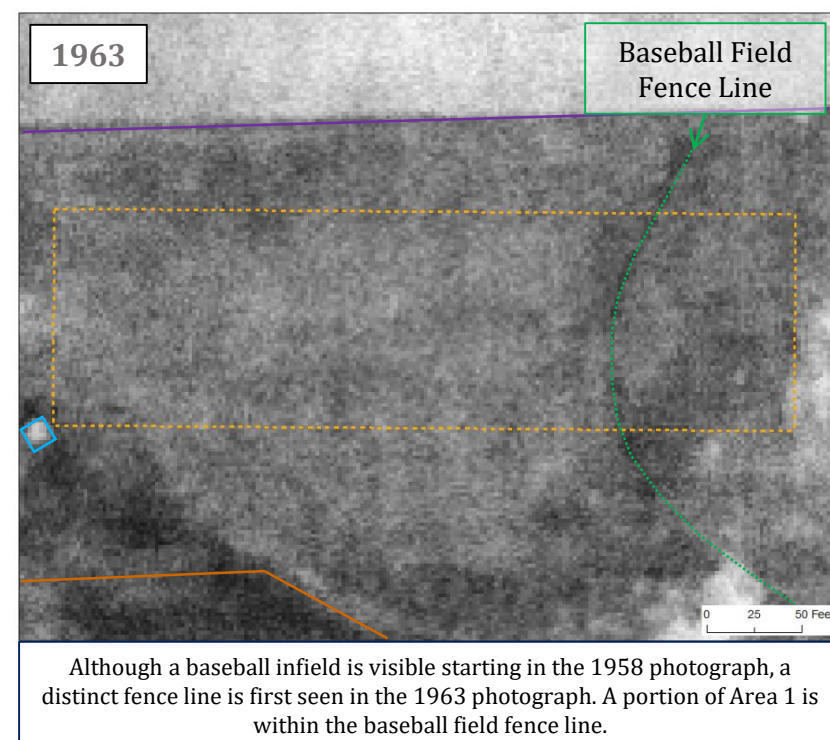 1963
Baseball Field
Fence Line
0 25 50 Fee
Although a baseball infield is visible starting in the 1958 photograph, a
distinct fence line is first seen in the 1963 photograph. A portion of Area 1 is
within the baseball field fence line.